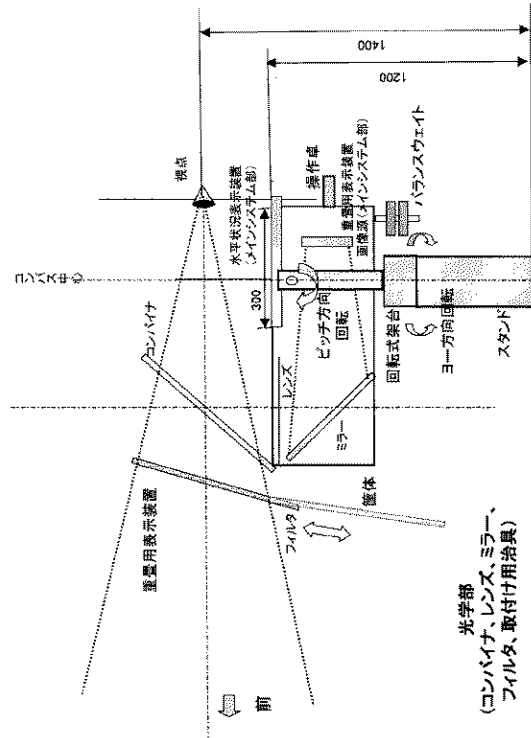 コンパス中心
視点
1400
1200
水平状況表示装置
(メインシステム部)
300
コンバイナ
重畳用表示装置
操作卓
重畳用表示装置
画像源(メインシステム部)
バランスウェイト
レンズ
ピッチ方向
回転
ミラー
回転式架台
ヨー方向回転
スタンド
筐体
フィルタ
前
光学部
(コンバイナ、レンズ、ミラー、
フィルタ、取付け用治具)